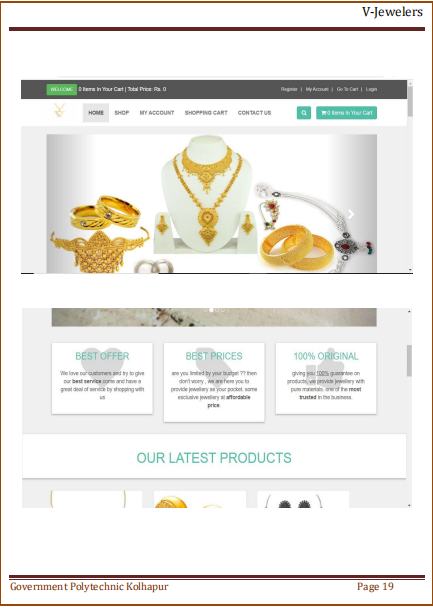 V-Jewelers
WELCOME 0 Items In Your Cart | Total Price: Rs. 0 Register | My Account | Go To Cart | Login
HOME SHOP MY ACCOUNT SHOPPING CART CONTACT US 0 Items In Your Cart
BEST OFFER
We love our customers and try to give
our best service come and have a
great deal of service by shopping with
us
BEST PRICES
are you limited by your budget ?? then
don't worry , we are here you to
provide jewellery as your pocket. some
exclusive jewellery at affordable
price.
100% ORIGINAL
giving you 100% guarantee on
products, we provide jewellery with
pure materials. one of the most
trusted in the business.
OUR LATEST PRODUCTS
Government Polytechnic Kolhapur Page 19